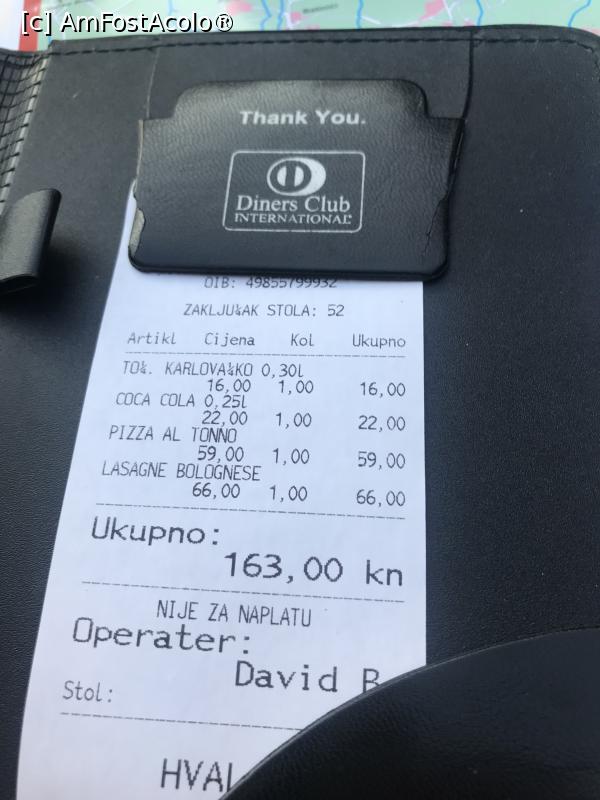 [c] AmFostAcolo®
Thank You.
Diners Club
INTERNATIONAL®
OIB: 49855799932
ZAKLJU¼AK STOLA: 52
Artikl Cijena Kol Ukupno
TO¼. KARLOVA¼KO 0,30l
16,00 1,00 16,00
COCA COLA 0,25l
22,00 1,00 22,00
PIZZA AL TONNO
59,00 1,00 59,00
LASAGNE BOLOGNESE
66,00 1,00 66,00
Ukupno:
163,00 kn
NIJE ZA NAPLATU
Operater:
David B
Stol:
HVAL